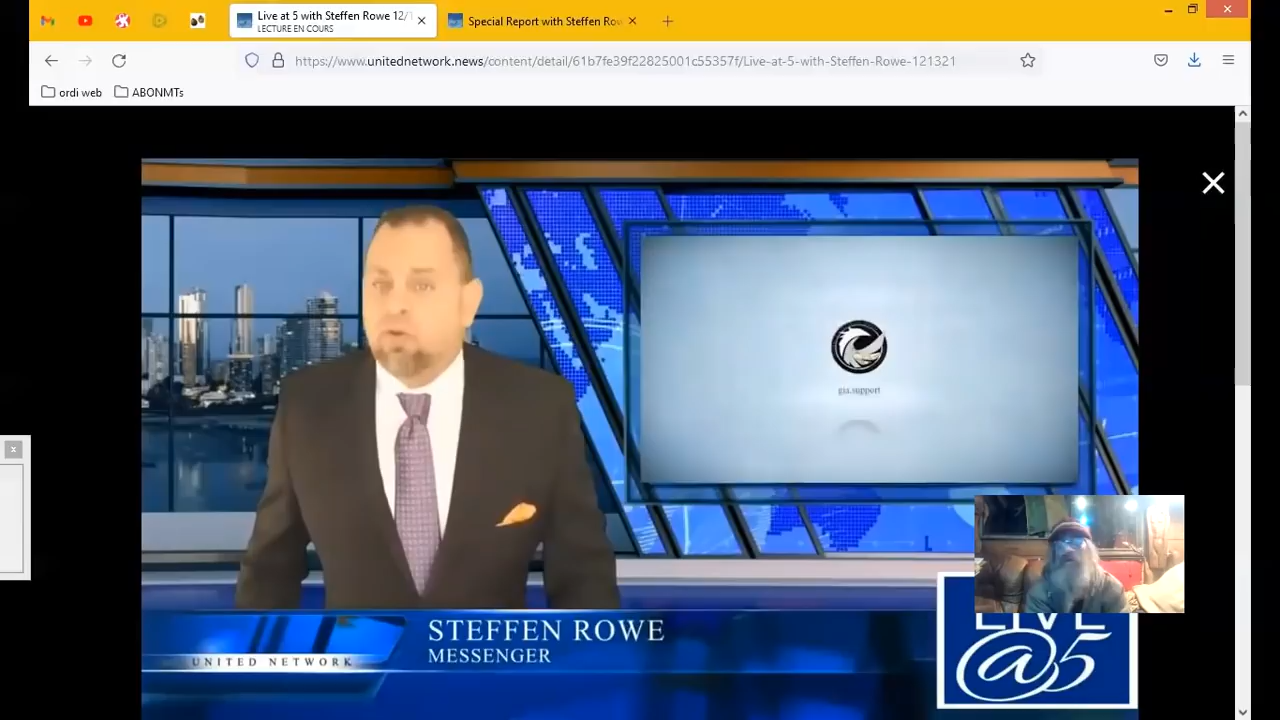 Live at 5 with Steffen Rowe 12/1
LECTURE EN COURS
Special Report with Steffen Ro
https://www.unitednetwork.news/content/detail/61b7fe39f22825001c55357f/Live-at-5-with-Steffen-Rowe-121321
ordi web
ABONMTs
gsa.support
STEFFEN ROWE
MESSENGER
UNITED NETWORK
LIVE
@5